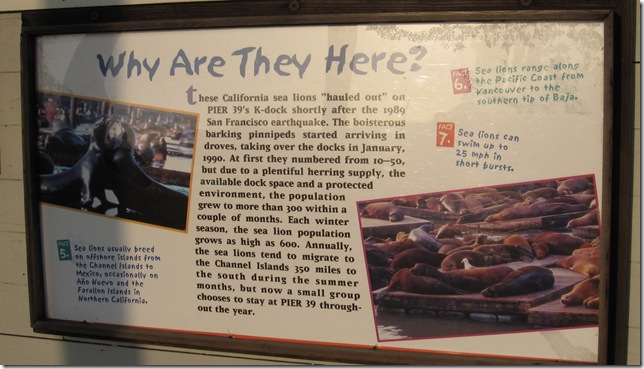 Why Are They Here?
these California sea lions "hauled out" on
PIER 39's K-dock shortly after the 1989
San Francisco earthquake. The boisterous
barking pinnipeds started arriving in
droves, taking over the docks in January,
1990. At first they numbered from 10—50,
but due to a plentiful herring supply, the
available dock space and a protected
environment, the population
grew to more than 300 within a
couple of months. Each winter
season, the sea lion population
grows as high as 600. Annually,
the sea lions tend to migrate to
the Channel Islands 350 miles to
the south during the summer
months, but now a small group
chooses to stay at PIER 39 through-
out the year.
FACT
5.
Sea lions usually breed
on offshore islands from
the Channel Islands to
Mexico, occasionally on
Año Nuevo and the
Farallon Islands in
Northern California.
FACT
6.
Sea lions range along
the Pacific Coast from
Vancouver to the
southern tip of Baja.
FACT
7.
Sea lions can
swim up to
25 mph in
short bursts.